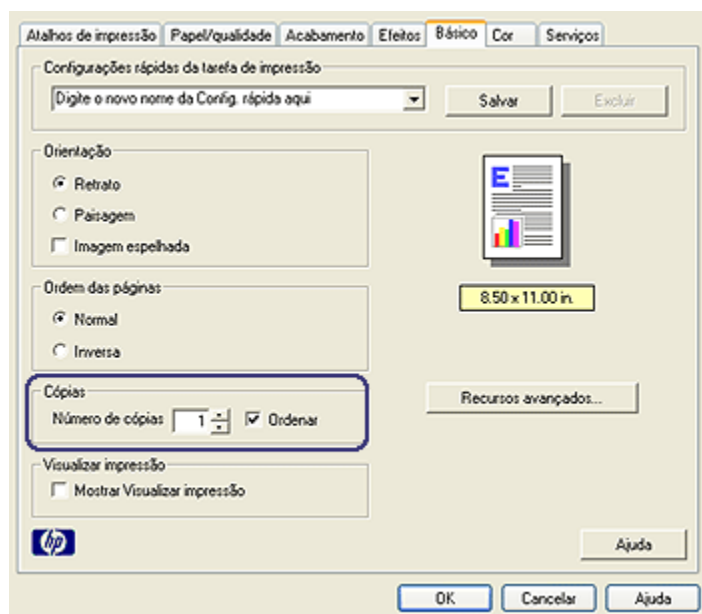 Atalhos de impressão Papel/qualidade Acabamento Efeitos Básico Cor Serviços
Configurações rápidas da tarefa de impressão
Digite o novo nome da Config. rápida aqui Salvar Excluir
Orientação
Retrato
Paisagem
Imagem espelhada
E
8.50 x 11.00 in.
Ordem das páginas
Normal
Inversa
Cópias
Número de cópias 1 Ordenar
Recursos avançados...
Visualizar impressão
Mostrar Visualizar impressão
hp
Ajuda
OK Cancelar Ajuda